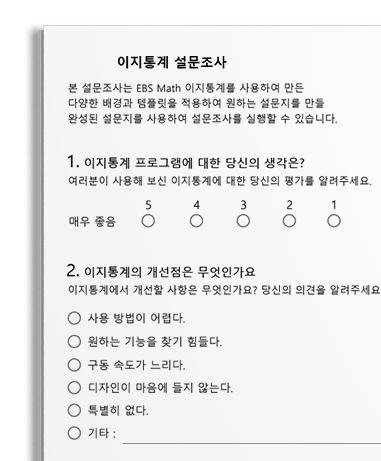 이지통계 설문조사
본 설문조사는 EBS Math 이지통계를 사용하여 만든
다양한 배경과 템플릿을 적용하여 원하는 설문지를 만들
완성된 설문지를 사용하여 설문조사를 실행할 수 있습니다.
1. 이지통계 프로그램에 대한 당신의 생각은?
여러분이 사용해 보신 이지통계에 대한 당신의 평가를 알려주세요.
5 4 3 2 1
매우 좋음
2. 이지통계의 개선점은 무엇인가요
이지통계에서 개선할 사항은 무엇인가요? 당신의 의견을 알려주세요
사용 방법이 어렵다.
원하는 기능을 찾기 힘들다.
구동 속도가 느리다.
디자인이 마음에 들지 않는다.
특별히 없다.
기타 :